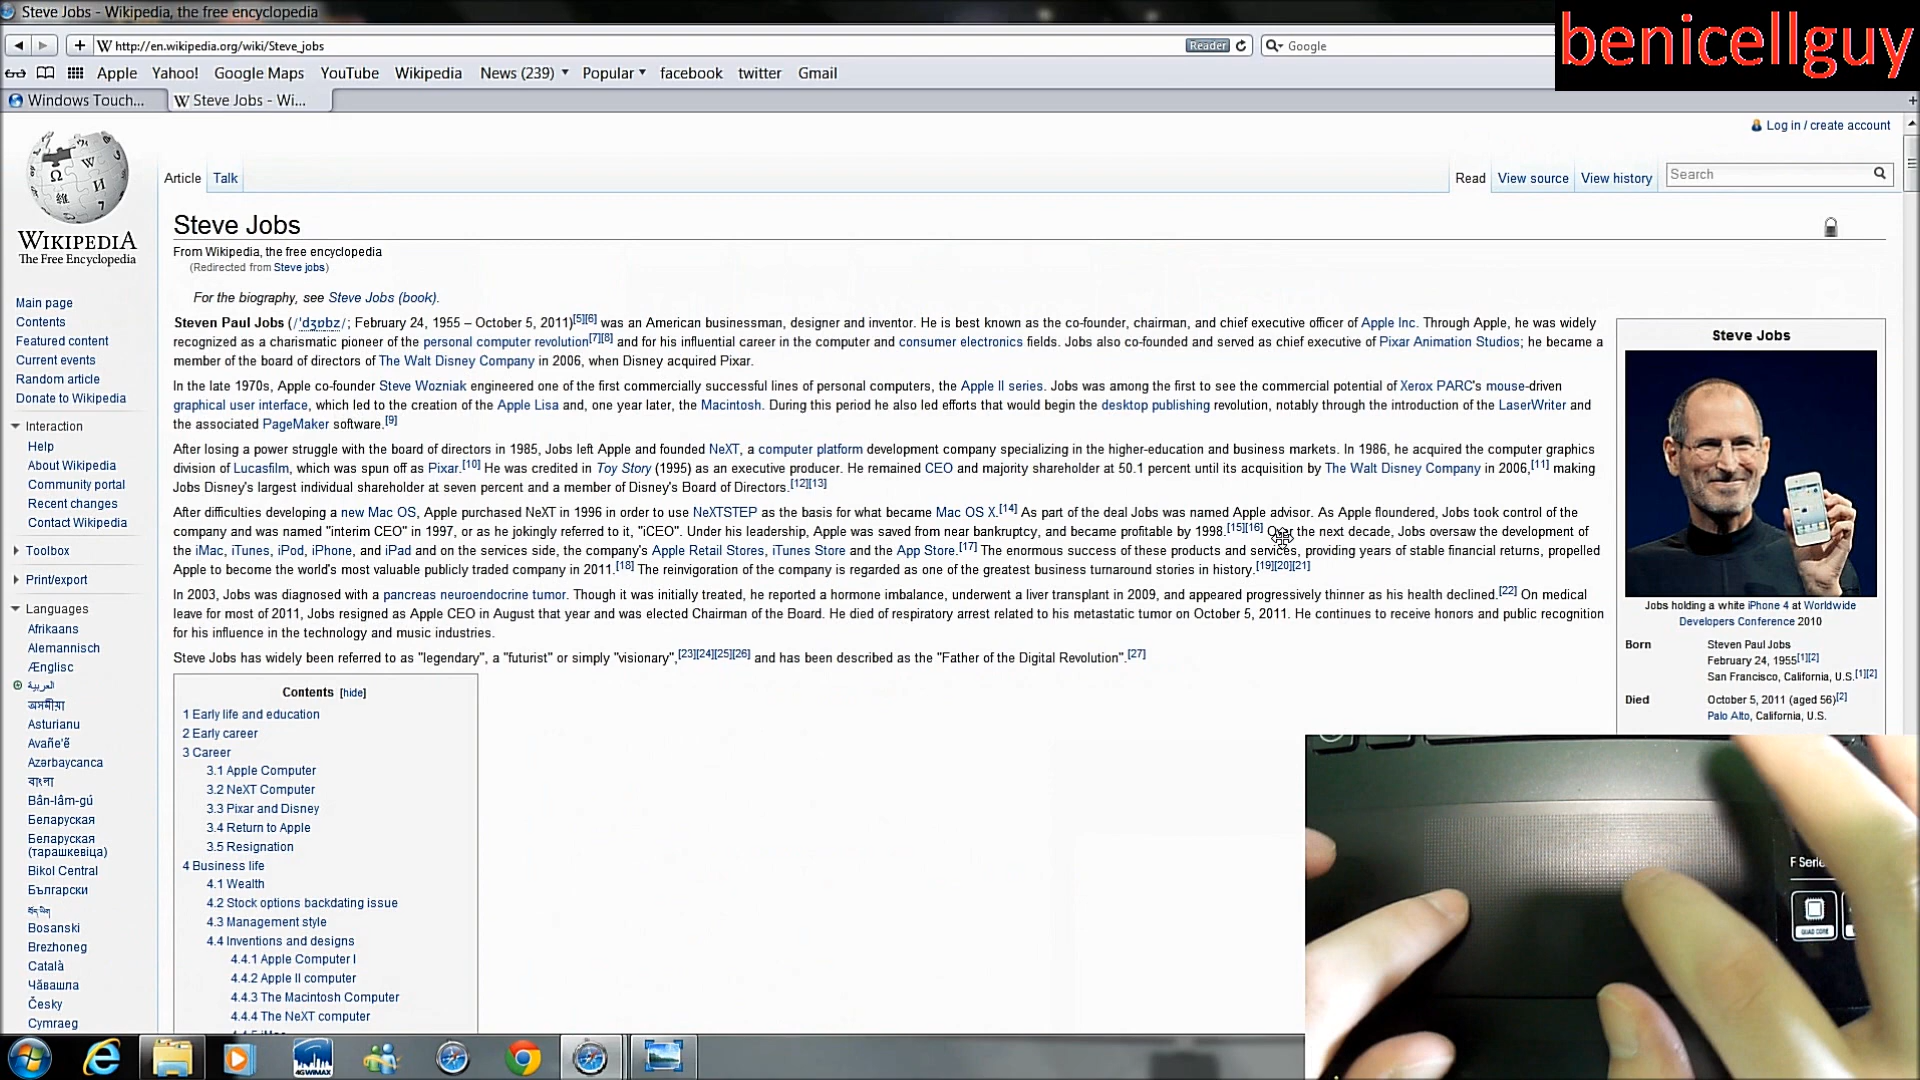 Steve Jobs - Wikipedia, the free encyclopedia
benicellguy
http://en.wikipedia.org/wiki/Steve_jobs
Reader
Google
Apple Yahoo! Google Maps YouTube Wikipedia News (239) Popular facebook twitter Gmail
Windows Touch...
Steve Jobs - Wi...
Log in / create account
Article Talk
Read View source View history
Search
WIKIPEDIA
The Free Encyclopedia
Main page
Contents
Featured content
Current events
Random article
Donate to Wikipedia
Interaction
Help
About Wikipedia
Community portal
Recent changes
Contact Wikipedia
Toolbox
Print/export
Languages
Afrikaans
Alemannisch
Ænglisc
العربية
অসমীয়া
Asturianu
Avañe'ẽ
Azərbaycanca
বাংলা
Bân-lâm-gú
Беларуская
Беларуская
(тарашкевіца)
Bikol Central
Български
Bosanski
Brezhoneg
Català
Чӑвашла
Česky
Cymraeg
Steve Jobs
From Wikipedia, the free encyclopedia
(Redirected from Steve jobs)
For the biography, see Steve Jobs (book).
Steven Paul Jobs (/ˈdʒɒbz/; February 24, 1955 – October 5, 2011)[5][6] was an American businessman, designer and inventor. He is best known as the co-founder, chairman, and chief executive officer of Apple Inc. Through Apple, he was widely
recognized as a charismatic pioneer of the personal computer revolution[7][8] and for his influential career in the computer and consumer electronics fields. Jobs also co-founded and served as chief executive of Pixar Animation Studios; he became a
member of the board of directors of The Walt Disney Company in 2006, when Disney acquired Pixar.
In the late 1970s, Apple co-founder Steve Wozniak engineered one of the first commercially successful lines of personal computers, the Apple II series. Jobs was among the first to see the commercial potential of Xerox PARC's mouse-driven
graphical user interface, which led to the creation of the Apple Lisa and, one year later, the Macintosh. During this period he also led efforts that would begin the desktop publishing revolution, notably through the introduction of the LaserWriter and
the associated PageMaker software.[9]
After losing a power struggle with the board of directors in 1985, Jobs left Apple and founded NeXT, a computer platform development company specializing in the higher-education and business markets. In 1986, he acquired the computer graphics
division of Lucasfilm, which was spun off as Pixar.[10] He was credited in Toy Story (1995) as an executive producer. He remained CEO and majority shareholder at 50.1 percent until its acquisition by The Walt Disney Company in 2006,[11] making
Jobs Disney's largest individual shareholder at seven percent and a member of Disney's Board of Directors.[12][13]
After difficulties developing a new Mac OS, Apple purchased NeXT in 1996 in order to use NeXTSTEP as the basis for what became Mac OS X.[14] As part of the deal Jobs was named Apple advisor. As Apple floundered, Jobs took control of the
company and was named "interim CEO" in 1997, or as he jokingly referred to it, "iCEO". Under his leadership, Apple was saved from near bankruptcy, and became profitable by 1998.[15][16] Over the next decade, Jobs oversaw the development of
the iMac, iTunes, iPod, iPhone, and iPad and on the services side, the company's Apple Retail Stores, iTunes Store and the App Store.[17] The enormous success of these products and services, providing years of stable financial returns, propelled
Apple to become the world's most valuable publicly traded company in 2011.[18] The reinvigoration of the company is regarded as one of the greatest business turnaround stories in history.[19][20][21]
In 2003, Jobs was diagnosed with a pancreas neuroendocrine tumor. Though it was initially treated, he reported a hormone imbalance, underwent a liver transplant in 2009, and appeared progressively thinner as his health declined.[22] On medical
leave for most of 2011, Jobs resigned as Apple CEO in August that year and was elected Chairman of the Board. He died of respiratory arrest related to his metastatic tumor on October 5, 2011. He continues to receive honors and public recognition
for his influence in the technology and music industries.
Steve Jobs has widely been referred to as "legendary", a "futurist" or simply "visionary",[23][24][25][26] and has been described as the "Father of the Digital Revolution".[27]
Contents [hide]
1 Early life and education
2 Early career
3 Career
3.1 Apple Computer
3.2 NeXT Computer
3.3 Pixar and Disney
3.4 Return to Apple
3.5 Resignation
4 Business life
4.1 Wealth
4.2 Stock options backdating issue
4.3 Management style
4.4 Inventions and designs
4.4.1 Apple Computer I
4.4.2 Apple II computer
4.4.3 The Macintosh Computer
4.4.4 The NeXT computer
Steve Jobs
Jobs holding a white iPhone 4 at Worldwide
Developers Conference 2010
Born Steven Paul Jobs
February 24, 1955[1][2]
San Francisco, California, U.S.[1][2]
Died October 5, 2011 (aged 56)[2]
Palo Alto, California, U.S.
F Serie
QUAD CORE
4G WiMAX